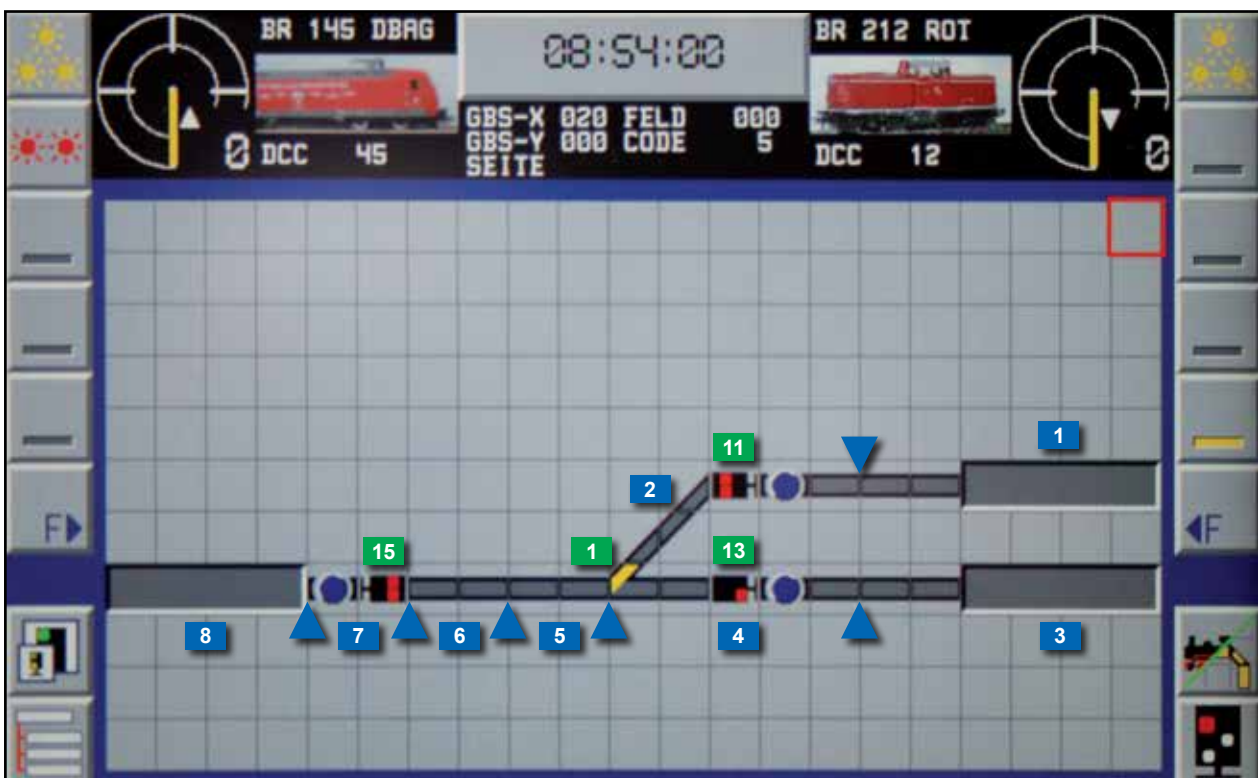 BR 145 DBAG
08:54:00
BR 212 ROT
GBS-X 020 FELD 000
GBS-Y 000 CODE 5
SEITE
0 DCC 45
DCC 12 0
11
1
2
F
F
15
1
13
8
7
6
5
4
3